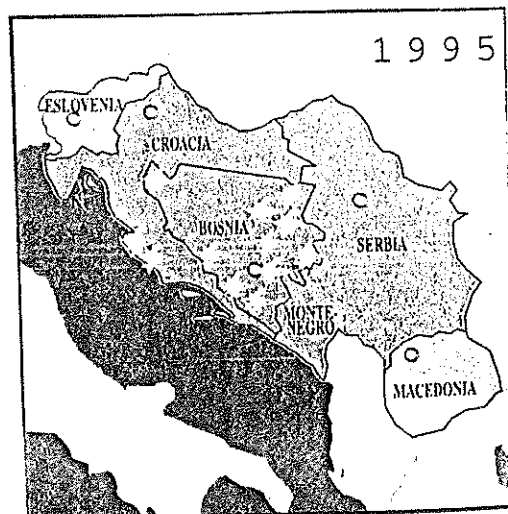 1995
ESLOVENIA
CROACIA
BOSNIA
SERBIA
MONTE-
NEGRO
MACEDONIA